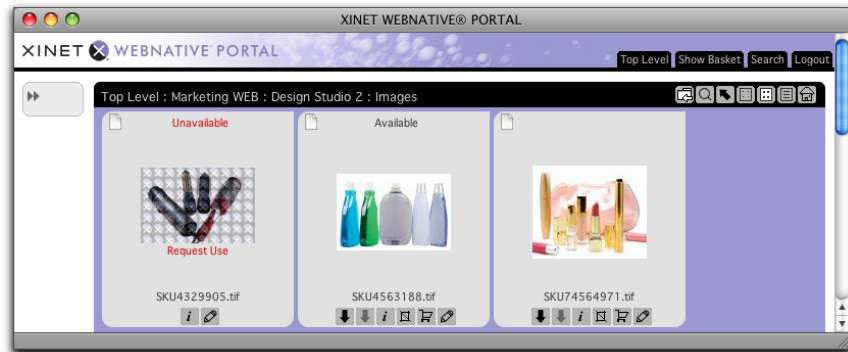 XINET WEBNATIVE® PORTAL
XINET WEBNATIVE® PORTAL
Top Level Show Basket Search Logout
Top Level : Marketing WEB : Design Studio 2 : Images
Unavailable
Available
Request Use
SKU4329905.tif
SKU4563188.tif
SKU74564971.tif